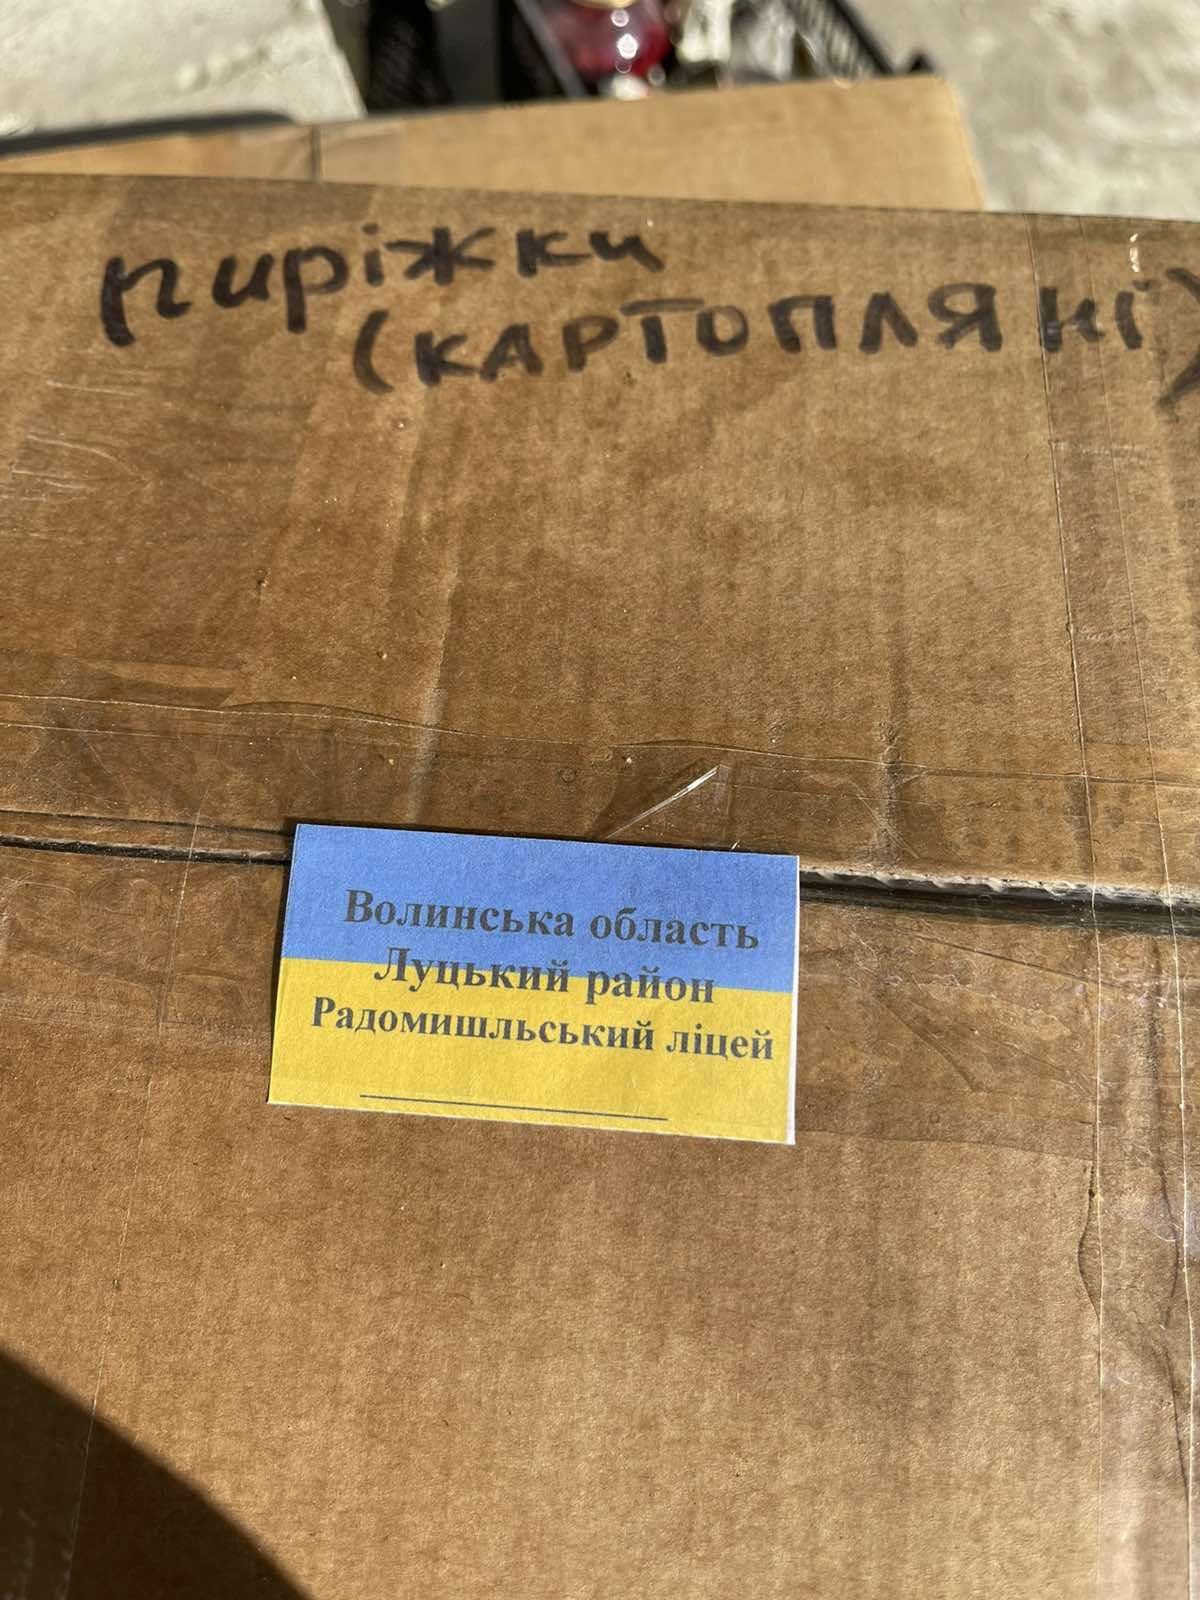 пиріжки
(КАРТОПЛЯНІ)
Волинська область
Луцький район
Радомишльський ліцей